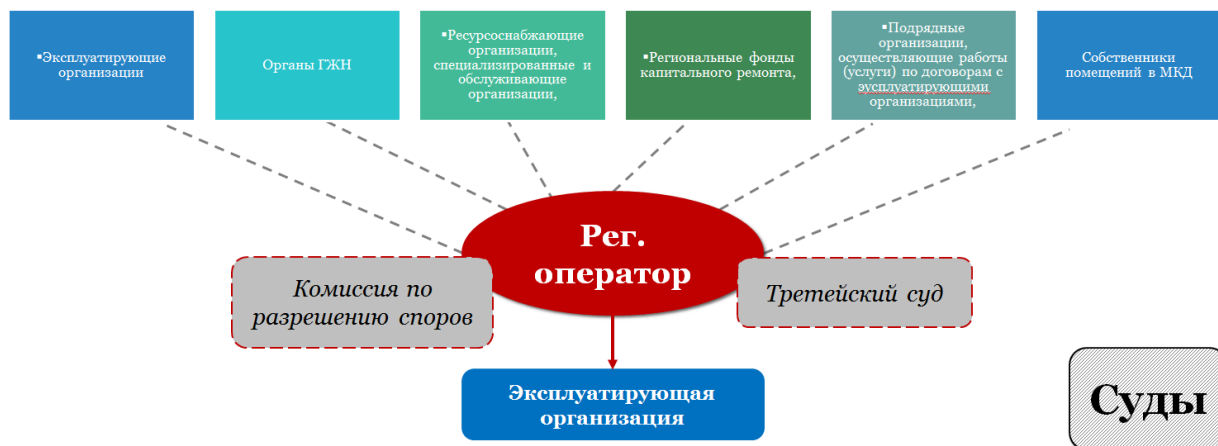 ▪Эксплуатирующие
организации
Органы ГЖН
▪Ресурсоснабжающие
организации,
специализированные и
обслуживающие
организации,
▪Региональные фонды
капитального ремонта,
▪Подрядные
организации,
осуществляющие работы
(услуги) по договорам с
эусплуатирующими
организациями,
Собственники
помещений в МКД
Рег.
оператор
Комиссия по
разрешению споров
Третейский суд
Эксплуатирующая
организация
Суды